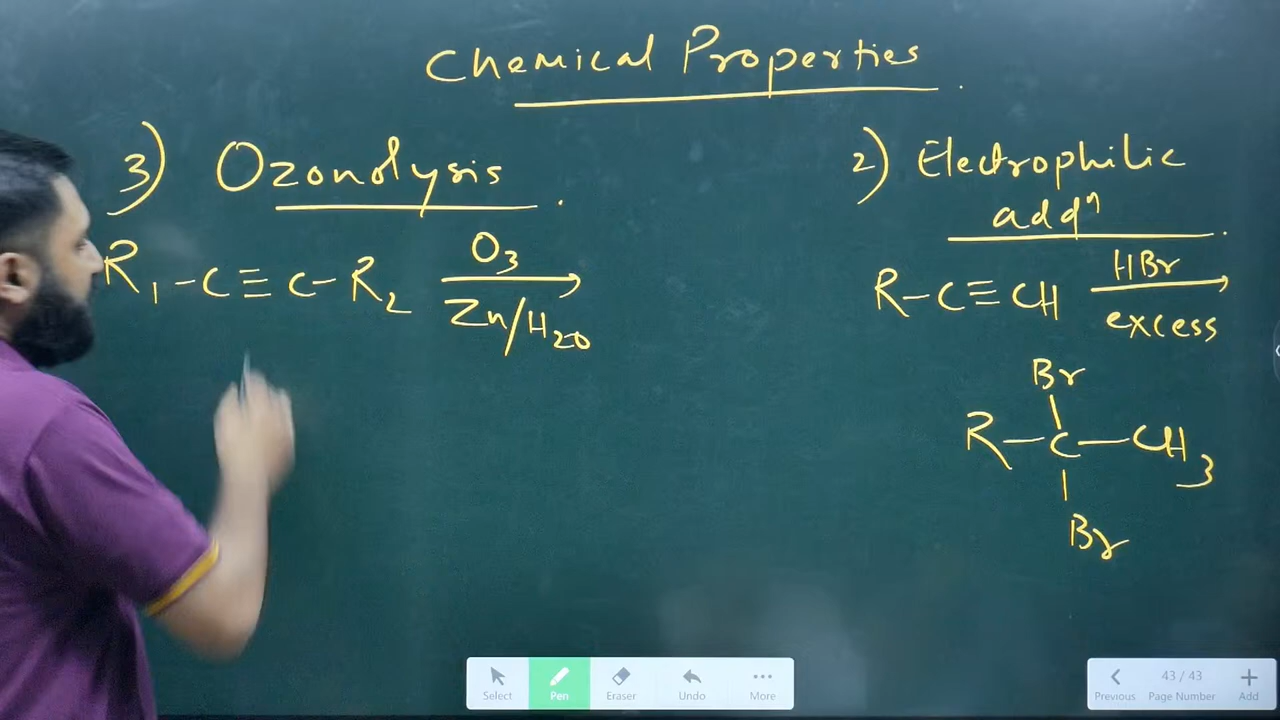 Chemical Properties
3) Ozonolysis
R₁-C≡C-R₂ O₃ Zn/H₂O
2) Electrophilic
addⁿ
R-C≡CH HBr excess
Br
R-C-CH₃
Br
Select Pen Eraser Undo More
43 / 43
Previous Page Number Add